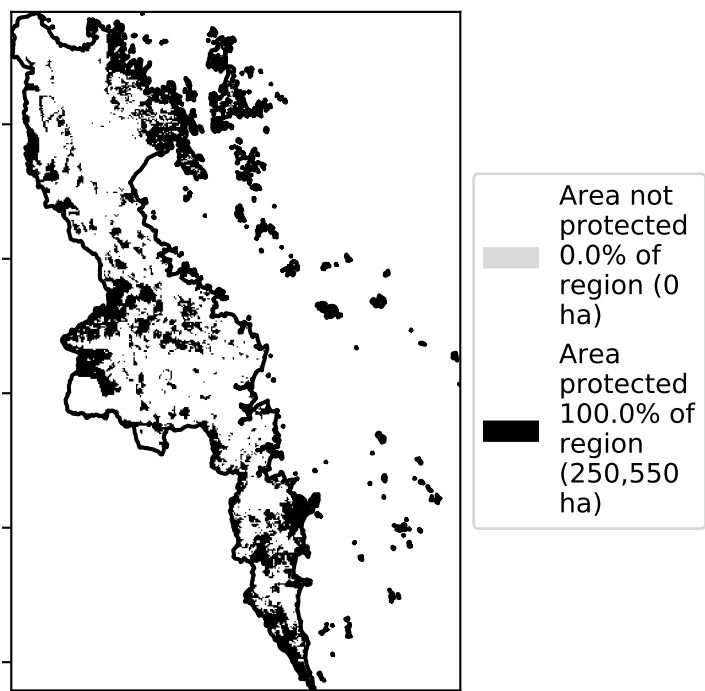 Area not
protected
0.0% of
region (0
ha)
Area
protected
100.0% of
region
(250,550
ha)